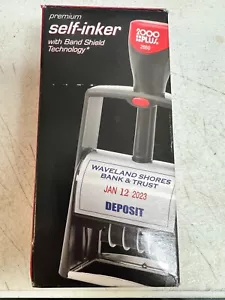 premium
self-inker
with Band Shield
Technology*
2000
PLUS
WAVELAND SHORES
BANK & TRUST
JAN 12 2023
DEPOSIT